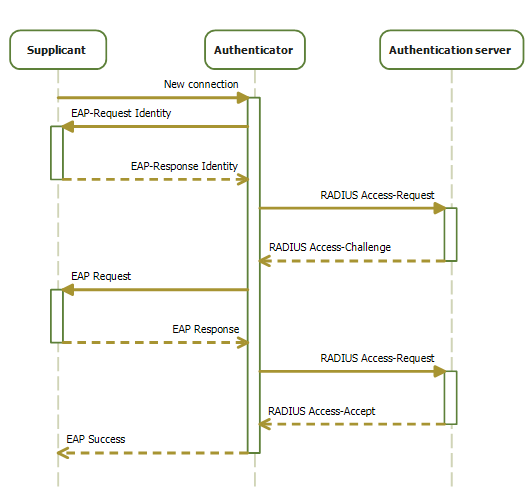 Supplicant
Authenticator
Authentication server
New connection
EAP-Request Identity
EAP-Response Identity
RADIUS Access-Request
RADIUS Access-Challenge
EAP Request
EAP Response
RADIUS Access-Request
RADIUS Access-Accept
EAP Success